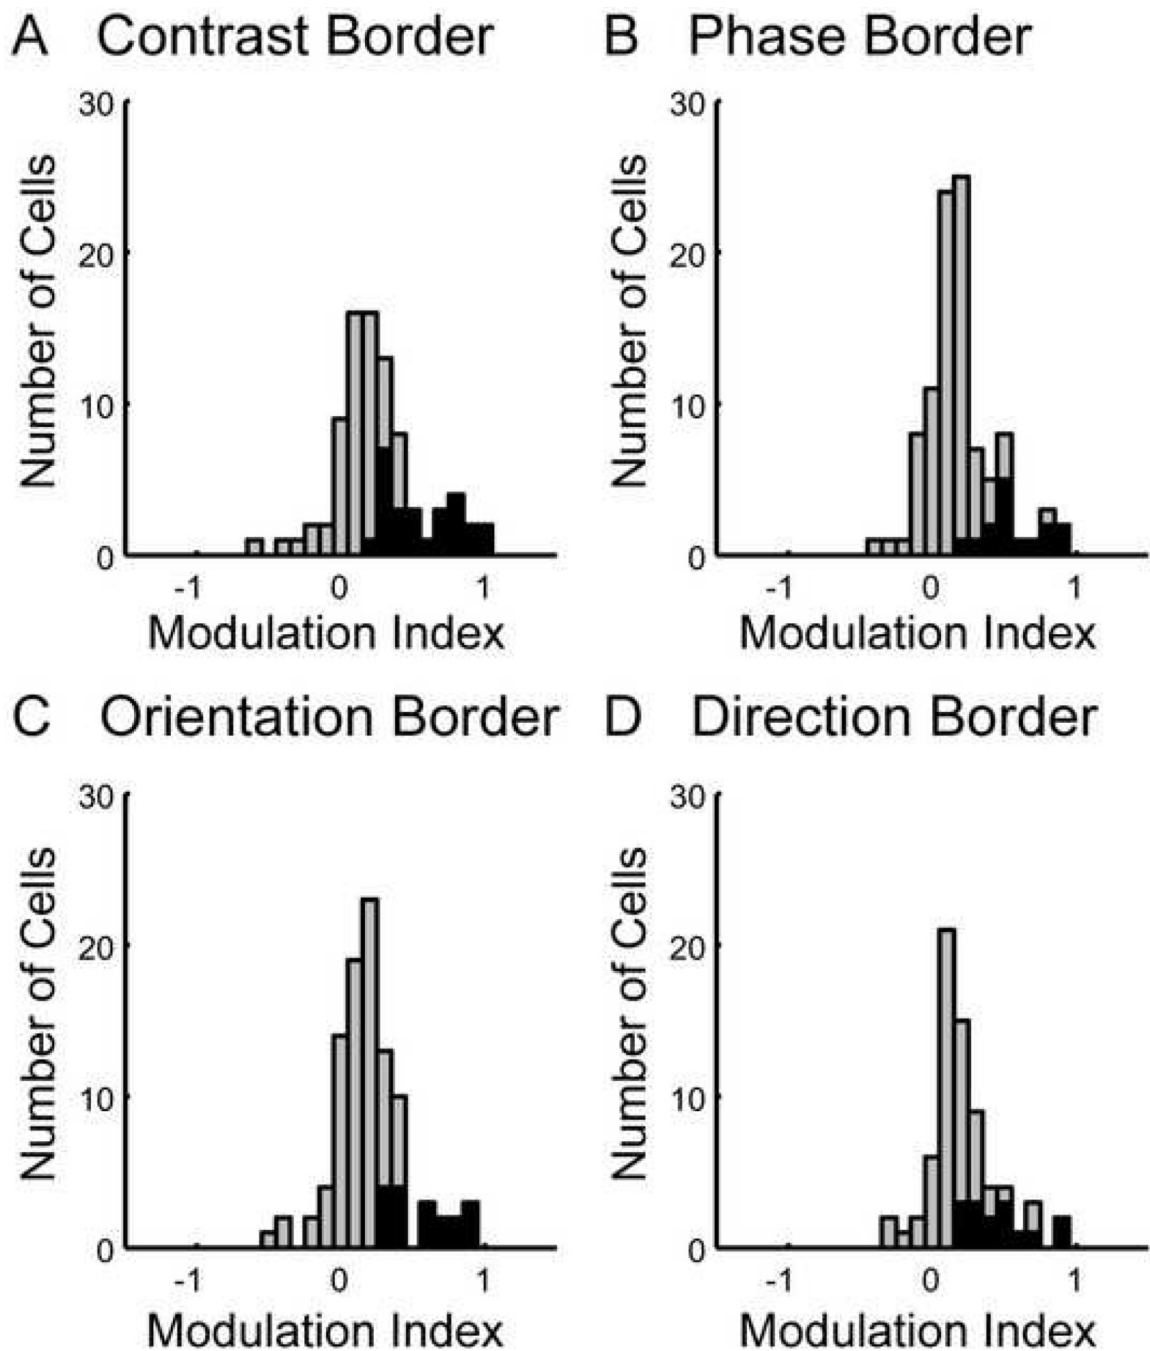 A Contrast Border
30
20
10
0
Number of Cells
-1 0 1
Modulation Index
B Phase Border
30
20
10
0
Number of Cells
-1 0 1
Modulation Index
C Orientation Border
30
20
10
0
Number of Cells
-1 0 1
Modulation Index
D Direction Border
30
20
10
0
Number of Cells
-1 0 1
Modulation Index